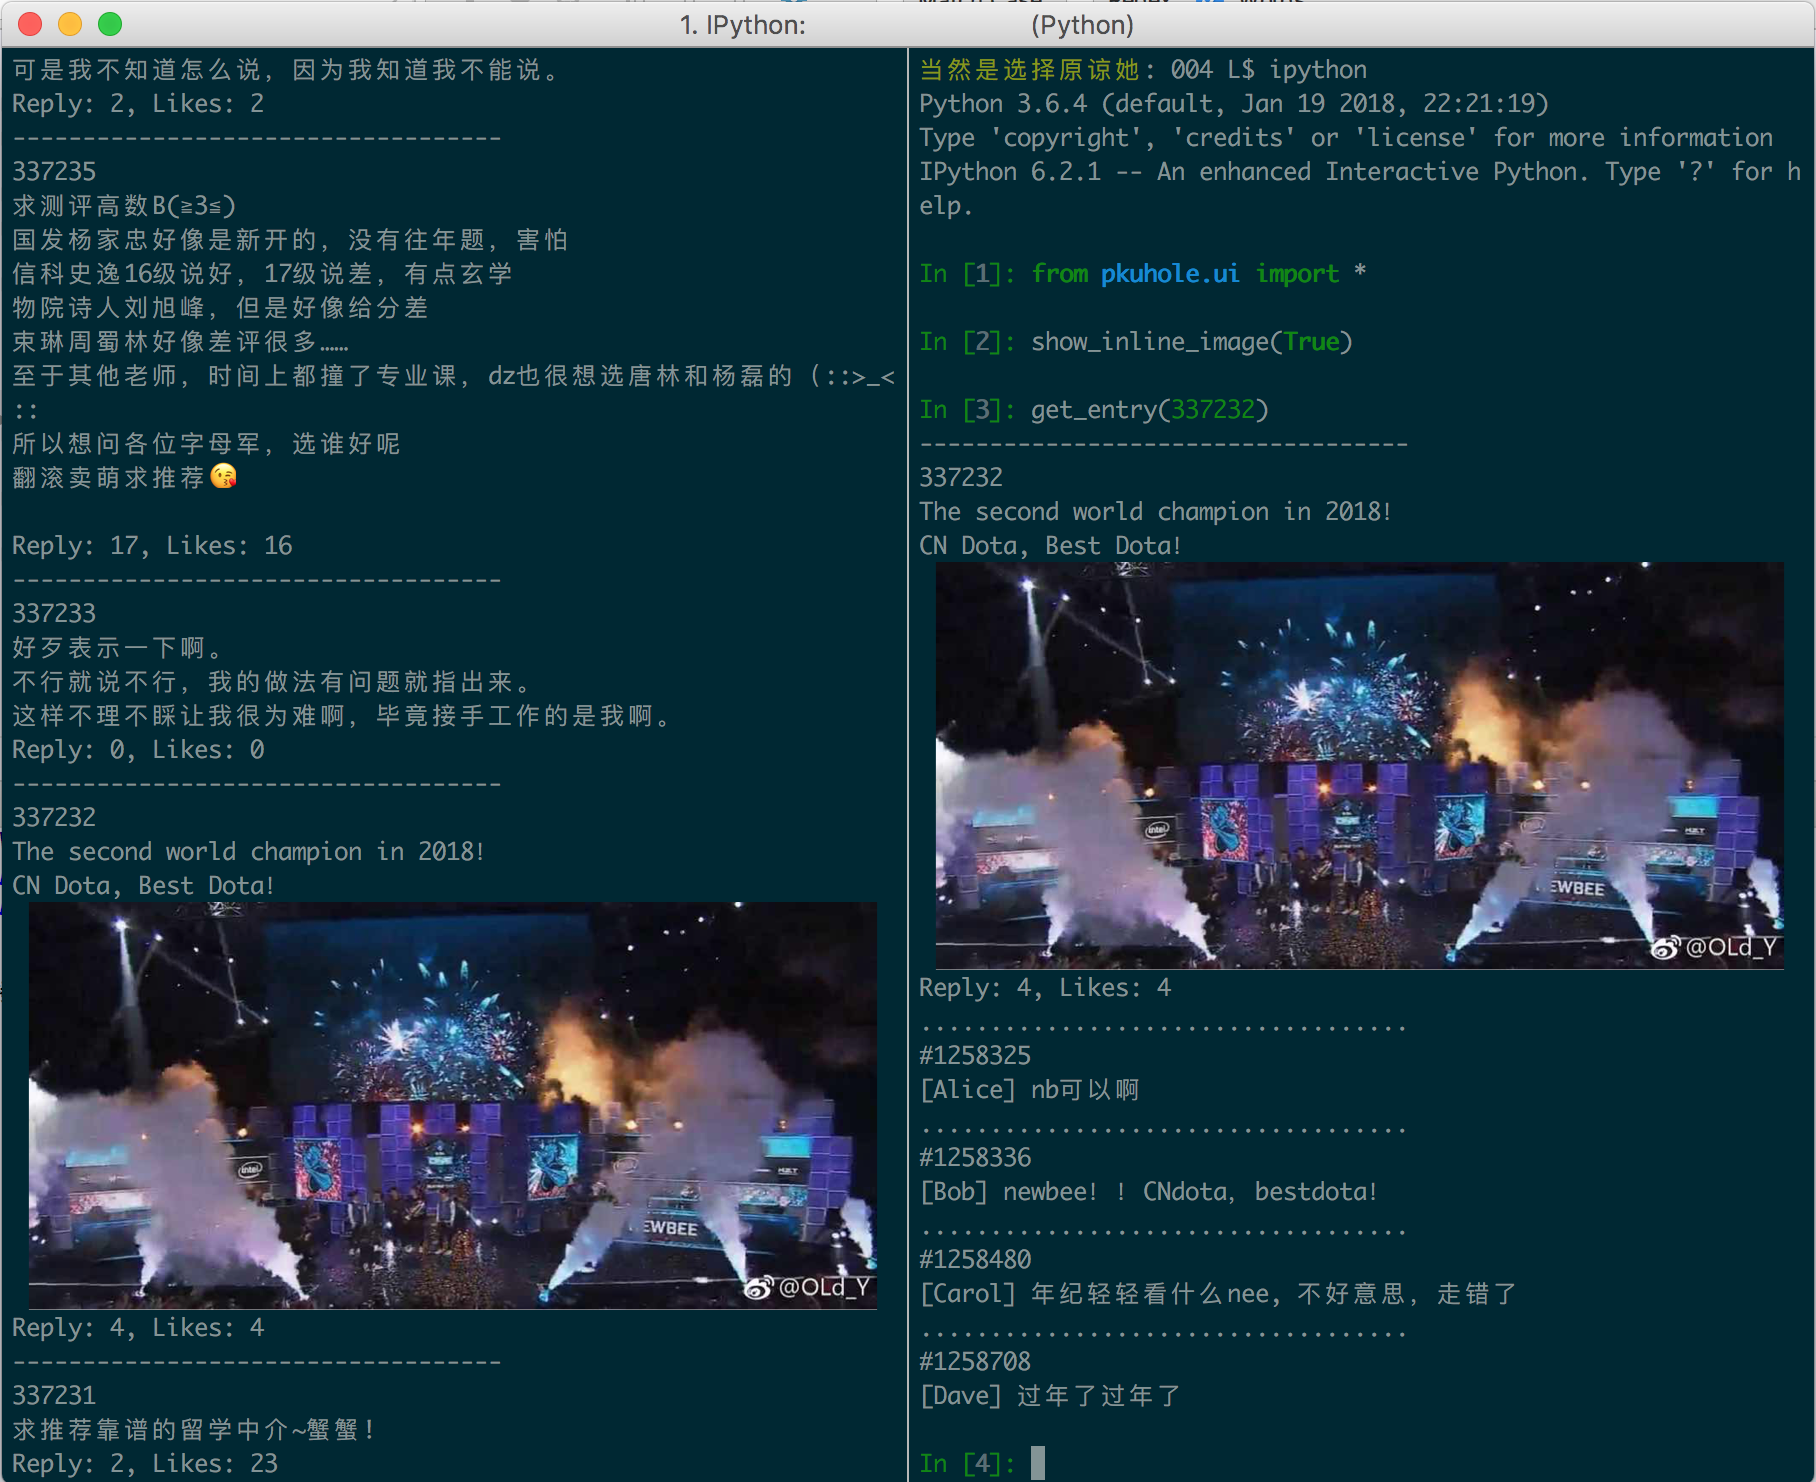 1. IPython: (Python)
可是我不知道怎么说，因为我知道我不能说。
Reply: 2, Likes: 2
-----------------------------------
337235
求测评高数B(≧3≦)
国发杨家忠好像是新开的，没有往年题，害怕
信科史逸16级说好，17级说差，有点玄学
物院诗人刘旭峰，但是好像给分差
束琳周蜀林好像差评很多……
至于其他老师，时间上都撞了专业课，dz也很想选唐林和杨磊的（::>_<
::
所以想问各位字母军，选谁好呢
翻滚卖萌求推荐😘
Reply: 17, Likes: 16
-----------------------------------
337233
好歹表示一下啊。
不行就说不行，我的做法有问题就指出来。
这样不理不睬让我很为难啊，毕竟接手工作的是我啊。
Reply: 0, Likes: 0
-----------------------------------
337232
The second world champion in 2018!
CN Dota, Best Dota!
intel
NEWBEE
@OLd_Y
Reply: 4, Likes: 4
-----------------------------------
337231
求推荐靠谱的留学中介~蟹蟹！
Reply: 2, Likes: 23
当然是选择原谅她: 004 L$ ipython
Python 3.6.4 (default, Jan 19 2018, 22:21:19)
Type 'copyright', 'credits' or 'license' for more information
IPython 6.2.1 -- An enhanced Interactive Python. Type '?' for h
elp.
In [1]: from pkuhole.ui import *
In [2]: show_inline_image(True)
In [3]: get_entry(337232)
-----------------------------------
337232
The second world champion in 2018!
CN Dota, Best Dota!
intel
NEWBEE
@OLd_Y
Reply: 4, Likes: 4
...................................
#1258325
[Alice] nb可以啊
...................................
#1258336
[Bob] newbee! ! CNdota, bestdota!
...................................
#1258480
[Carol] 年纪轻轻看什么nee，不好意思，走错了
...................................
#1258708
[Dave] 过年了过年了
In [4]: